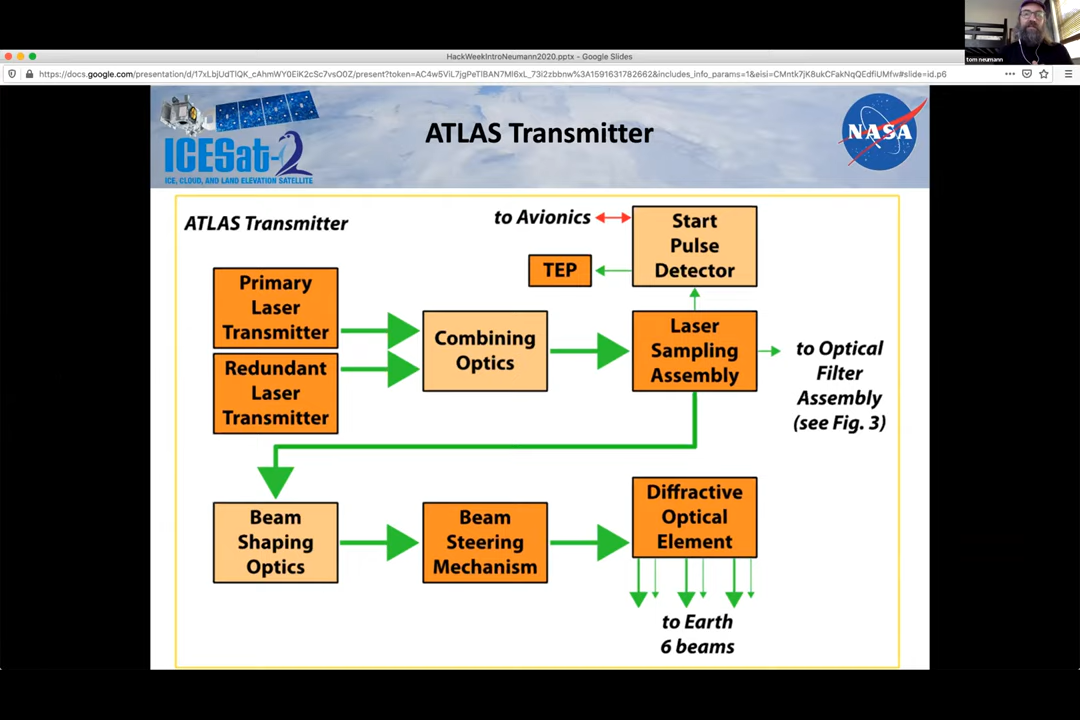 HackWeekIntroNeumann2020.pptx - Google Slides
https://docs.google.com/presentation/d/17xLbjUdTIQK_cAhmWY0EiK2cSc7vsO0Z/present?token=AC4w5ViL7jgPeTlBAN7MI6xL_73i2zbbnw%3A1591631782662&includes_info_params=1&eisi=CMntk7jK8ukCFakNqQEdfiUMfw#slide=id.p6
tom neumann
ICESat-2
ICE, CLOUD, AND LAND ELEVATION SATELLITE
ATLAS Transmitter
NASA
ATLAS Transmitter
to Avionics
Start
Pulse
Detector
TEP
Primary
Laser
Transmitter
Redundant
Laser
Transmitter
Combining
Optics
Laser
Sampling
Assembly
to Optical
Filter
Assembly
(see Fig. 3)
Beam
Shaping
Optics
Beam
Steering
Mechanism
Diffractive
Optical
Element
to Earth
6 beams